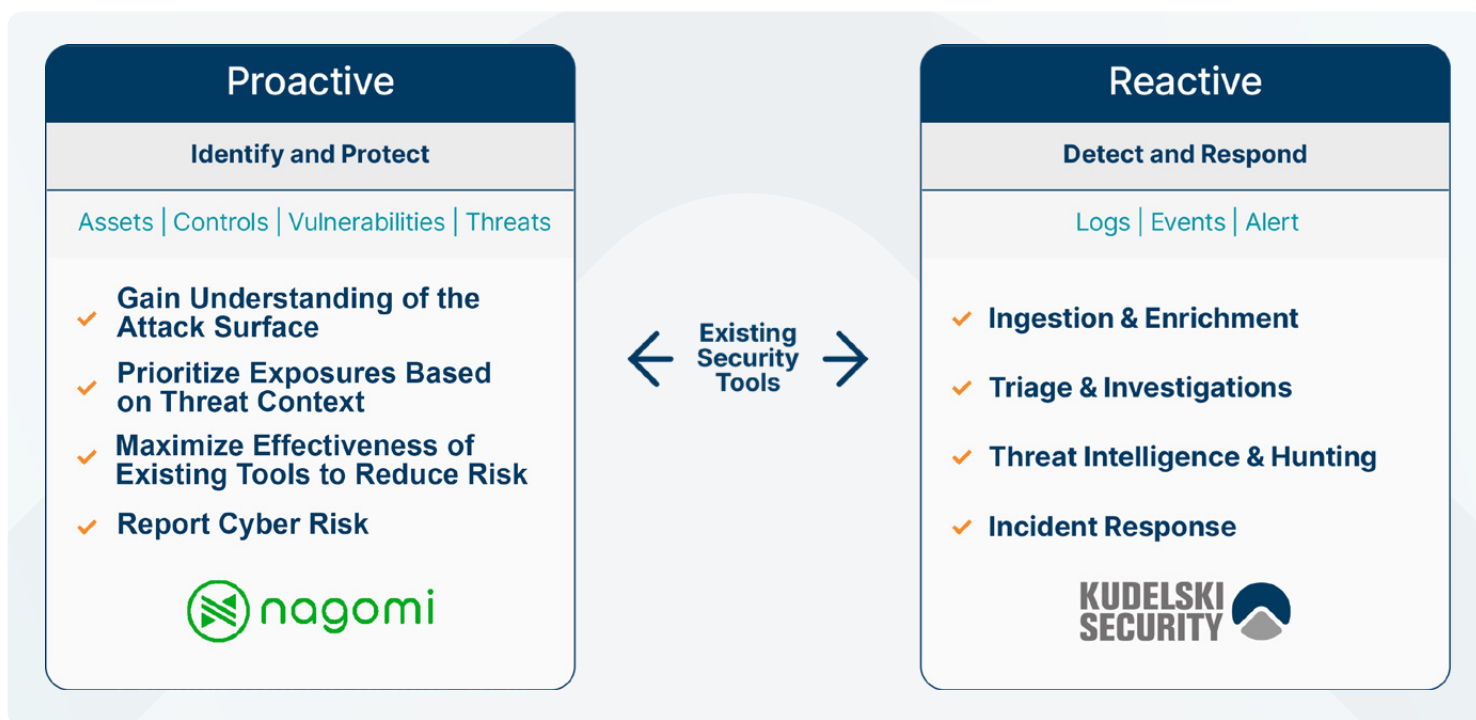 Proactive
Identify and Protect
Assets | Controls | Vulnerabilities | Threats
Gain Understanding of the
Attack Surface
Prioritize Exposures Based
on Threat Context
Maximize Effectiveness of
Existing Tools to Reduce Risk
Report Cyber Risk
nagomi
Existing
Security
Tools
Reactive
Detect and Respond
Logs | Events | Alert
Ingestion & Enrichment
Triage & Investigations
Threat Intelligence & Hunting
Incident Response
KUDELSKI
SECURITY